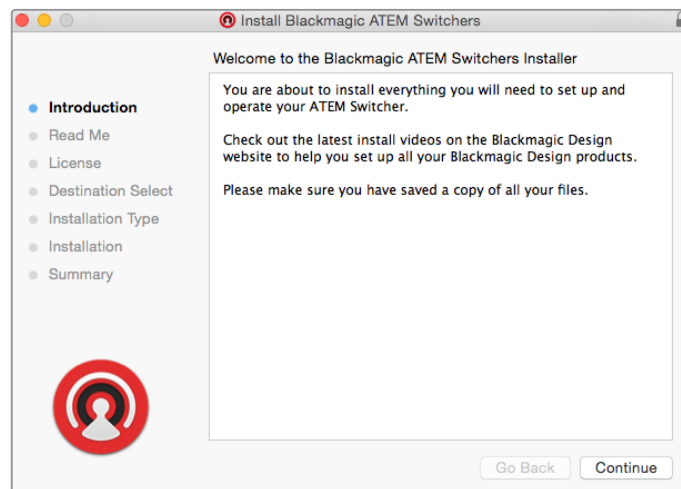 Install Blackmagic ATEM Switchers
Welcome to the Blackmagic ATEM Switchers Installer
Introduction
Read Me
License
Destination Select
Installation Type
Installation
Summary
You are about to install everything you will need to set up and
operate your ATEM Switcher.
Check out the latest install videos on the Blackmagic Design
website to help you set up all your Blackmagic Design products.
Please make sure you have saved a copy of all your files.
Go Back
Continue